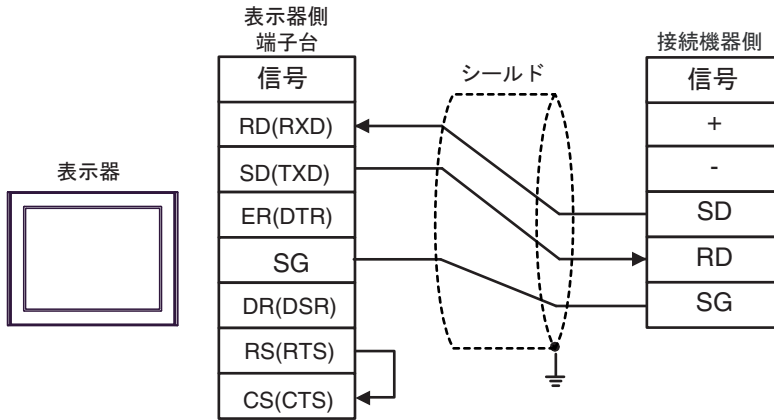 表示器
表示器側
端子台
信号
RD(RXD)
SD(TXD)
ER(DTR)
SG
DR(DSR)
RS(RTS)
CS(CTS)
シールド
接続機器側
信号
+
-
SD
RD
SG